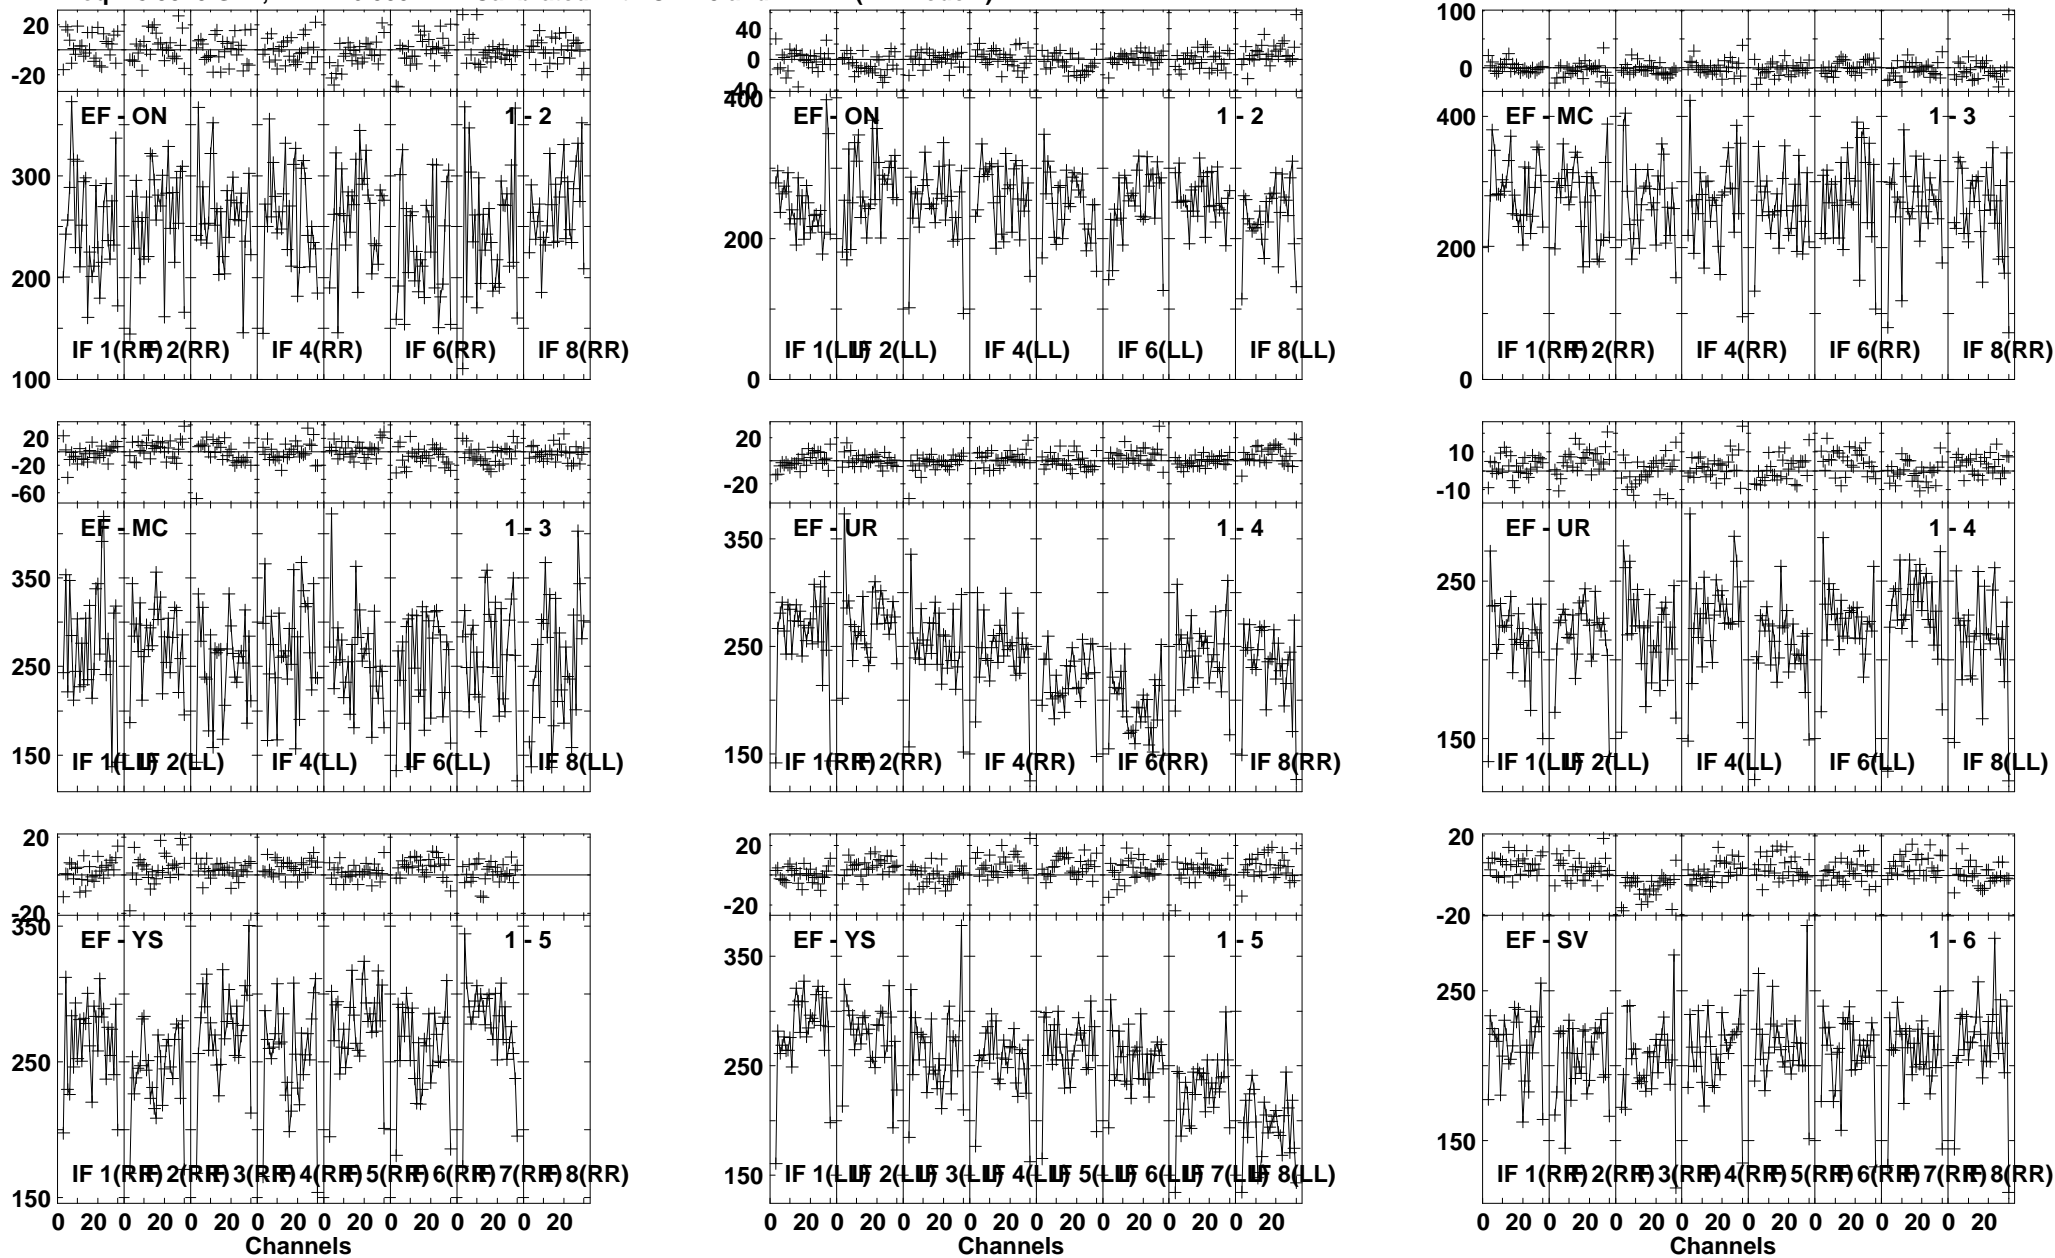 20
-20
EF - ON 1 - 2
300
200
100
IF 1(RR) IF 2(RR) IF 4(RR) IF 6(RR) IF 8(RR)
40
0
-40
400
EF - ON 1 - 2
200
0
IF 1(LL) IF 2(LL) IF 4(LL) IF 6(LL) IF 8(LL)
100
0
400
EF - MC 1 - 3
200
0
IF 1(RR) IF 2(RR) IF 4(RR) IF 6(RR) IF 8(RR)
20
-20
-60
EF - MC 1 - 3
350
250
150
IF 1(LL) IF 2(LL) IF 4(LL) IF 6(LL) IF 8(LL)
20
-20
EF - UR 1 - 4
350
250
150
IF 1(RR) IF 2(RR) IF 4(RR) IF 6(RR) IF 8(RR)
10
-10
EF - UR 1 - 4
250
150
IF 1(LL) IF 2(LL) IF 4(LL) IF 6(LL) IF 8(LL)
20
-20
350
EF - YS 1 - 5
250
150
IF 1(RR) IF 2(RR) IF 3(RR) IF 4(RR) IF 5(RR) IF 6(RR) IF 7(RR) IF 8(RR)
0 20 0 20 0 20 0 20 0 20 0 20 0 20 0 20
Channels
20
-20
EF - YS 1 - 5
350
250
150
IF 1(LL) IF 2(LL) IF 3(LL) IF 4(LL) IF 5(LL) IF 6(LL) IF 7(LL) IF 8(LL)
0 20 0 20 0 20 0 20 0 20 0 20 0 20 0 20
Channels
20
-20
EF - SV 1 - 6
250
150
IF 1(RR) IF 2(RR) IF 3(RR) IF 4(RR) IF 5(RR) IF 6(RR) IF 7(RR) IF 8(RR)
0 20 0 20 0 20 0 20 0 20 0 20 0 20 0 20
Channels